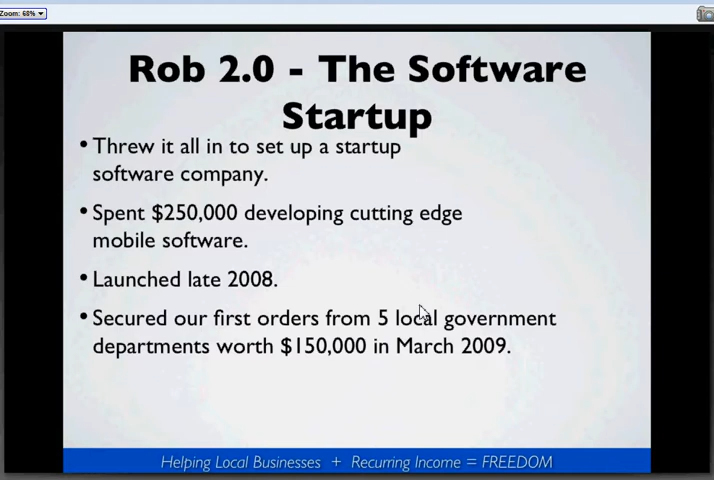 Zoom: 68%
Rob 2.0 - The Software
Startup
• Threw it all in to set up a startup
software company.
• Spent $250,000 developing cutting edge
mobile software.
• Launched late 2008.
• Secured our first orders from 5 local government
departments worth $150,000 in March 2009.
Helping Local Businesses + Recurring Income = FREEDOM